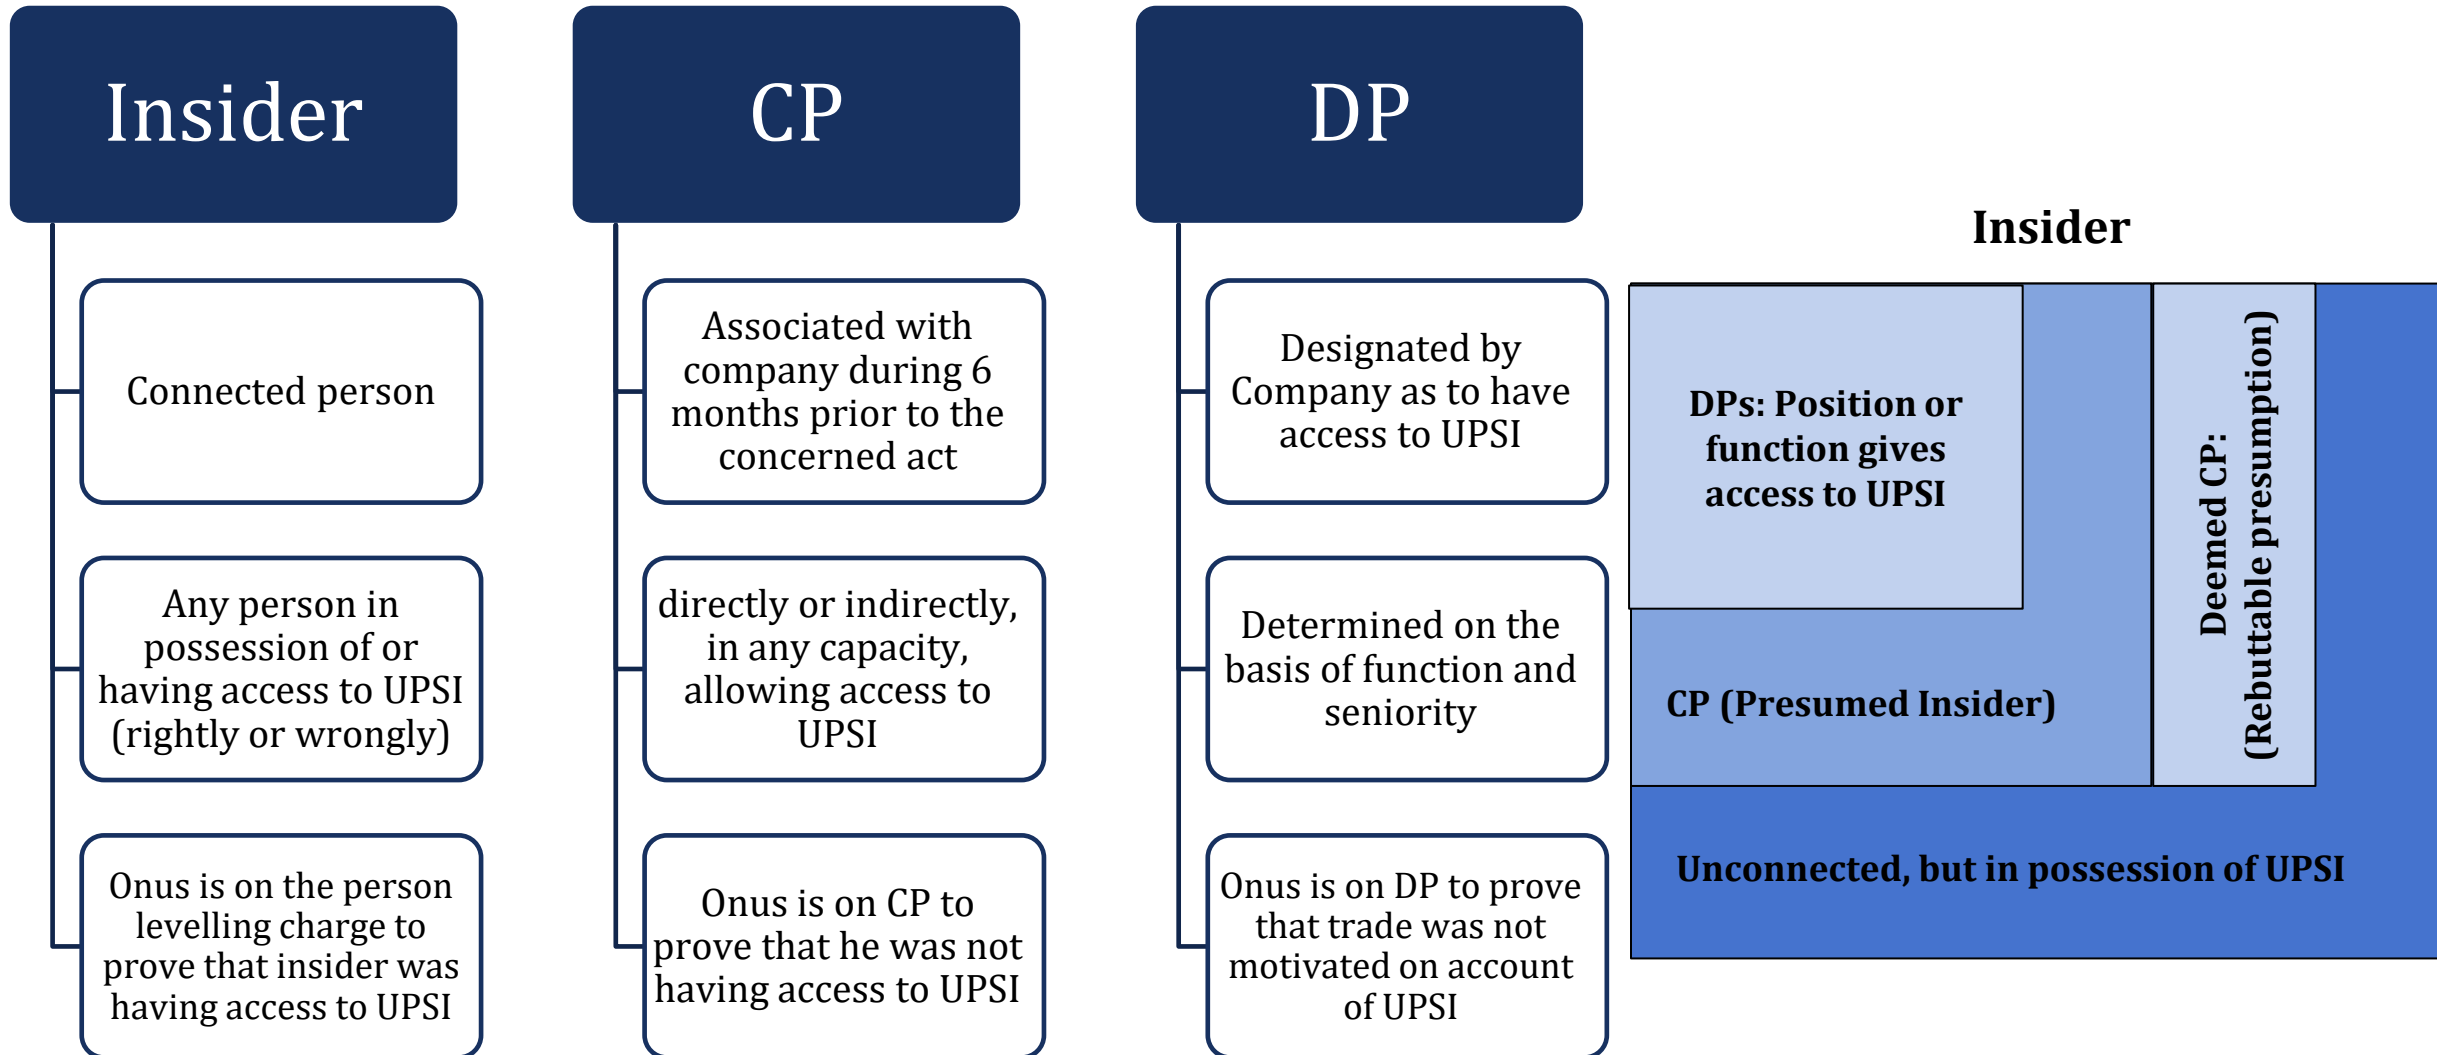 Insider
Connected person
Any person in
possession of or
having access to UPSI
(rightly or wrongly)
Onus is on the person
levelling charge to
prove that insider was
having access to UPSI
CP
Associated with
company during 6
months prior to the
concerned act
directly or indirectly,
in any capacity,
allowing access to
UPSI
Onus is on CP to
prove that he was not
having access to UPSI
DP
Designated by
Company as to have
access to UPSI
Determined on the
basis of function and
seniority
Onus is on DP to prove
that trade was not
motivated on account
of UPSI
Insider
DPs: Position or
function gives
access to UPSI
CP (Presumed Insider)
Deemed CP:
(Rebuttable presumption)
Unconnected, but in possession of UPSI